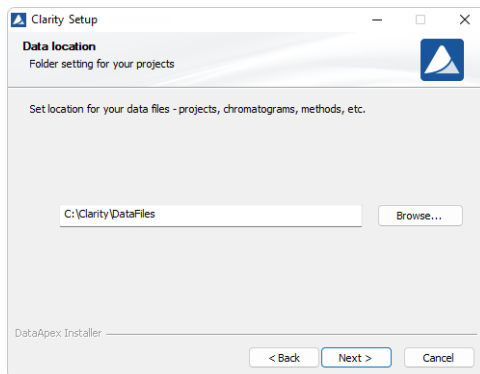 Clarity Setup
Data location
Folder setting for your projects
Set location for your data files - projects, chromatograms, methods, etc.
C:\Clarity\DataFiles
Browse...
DataApex Installer
< Back
Next >
Cancel